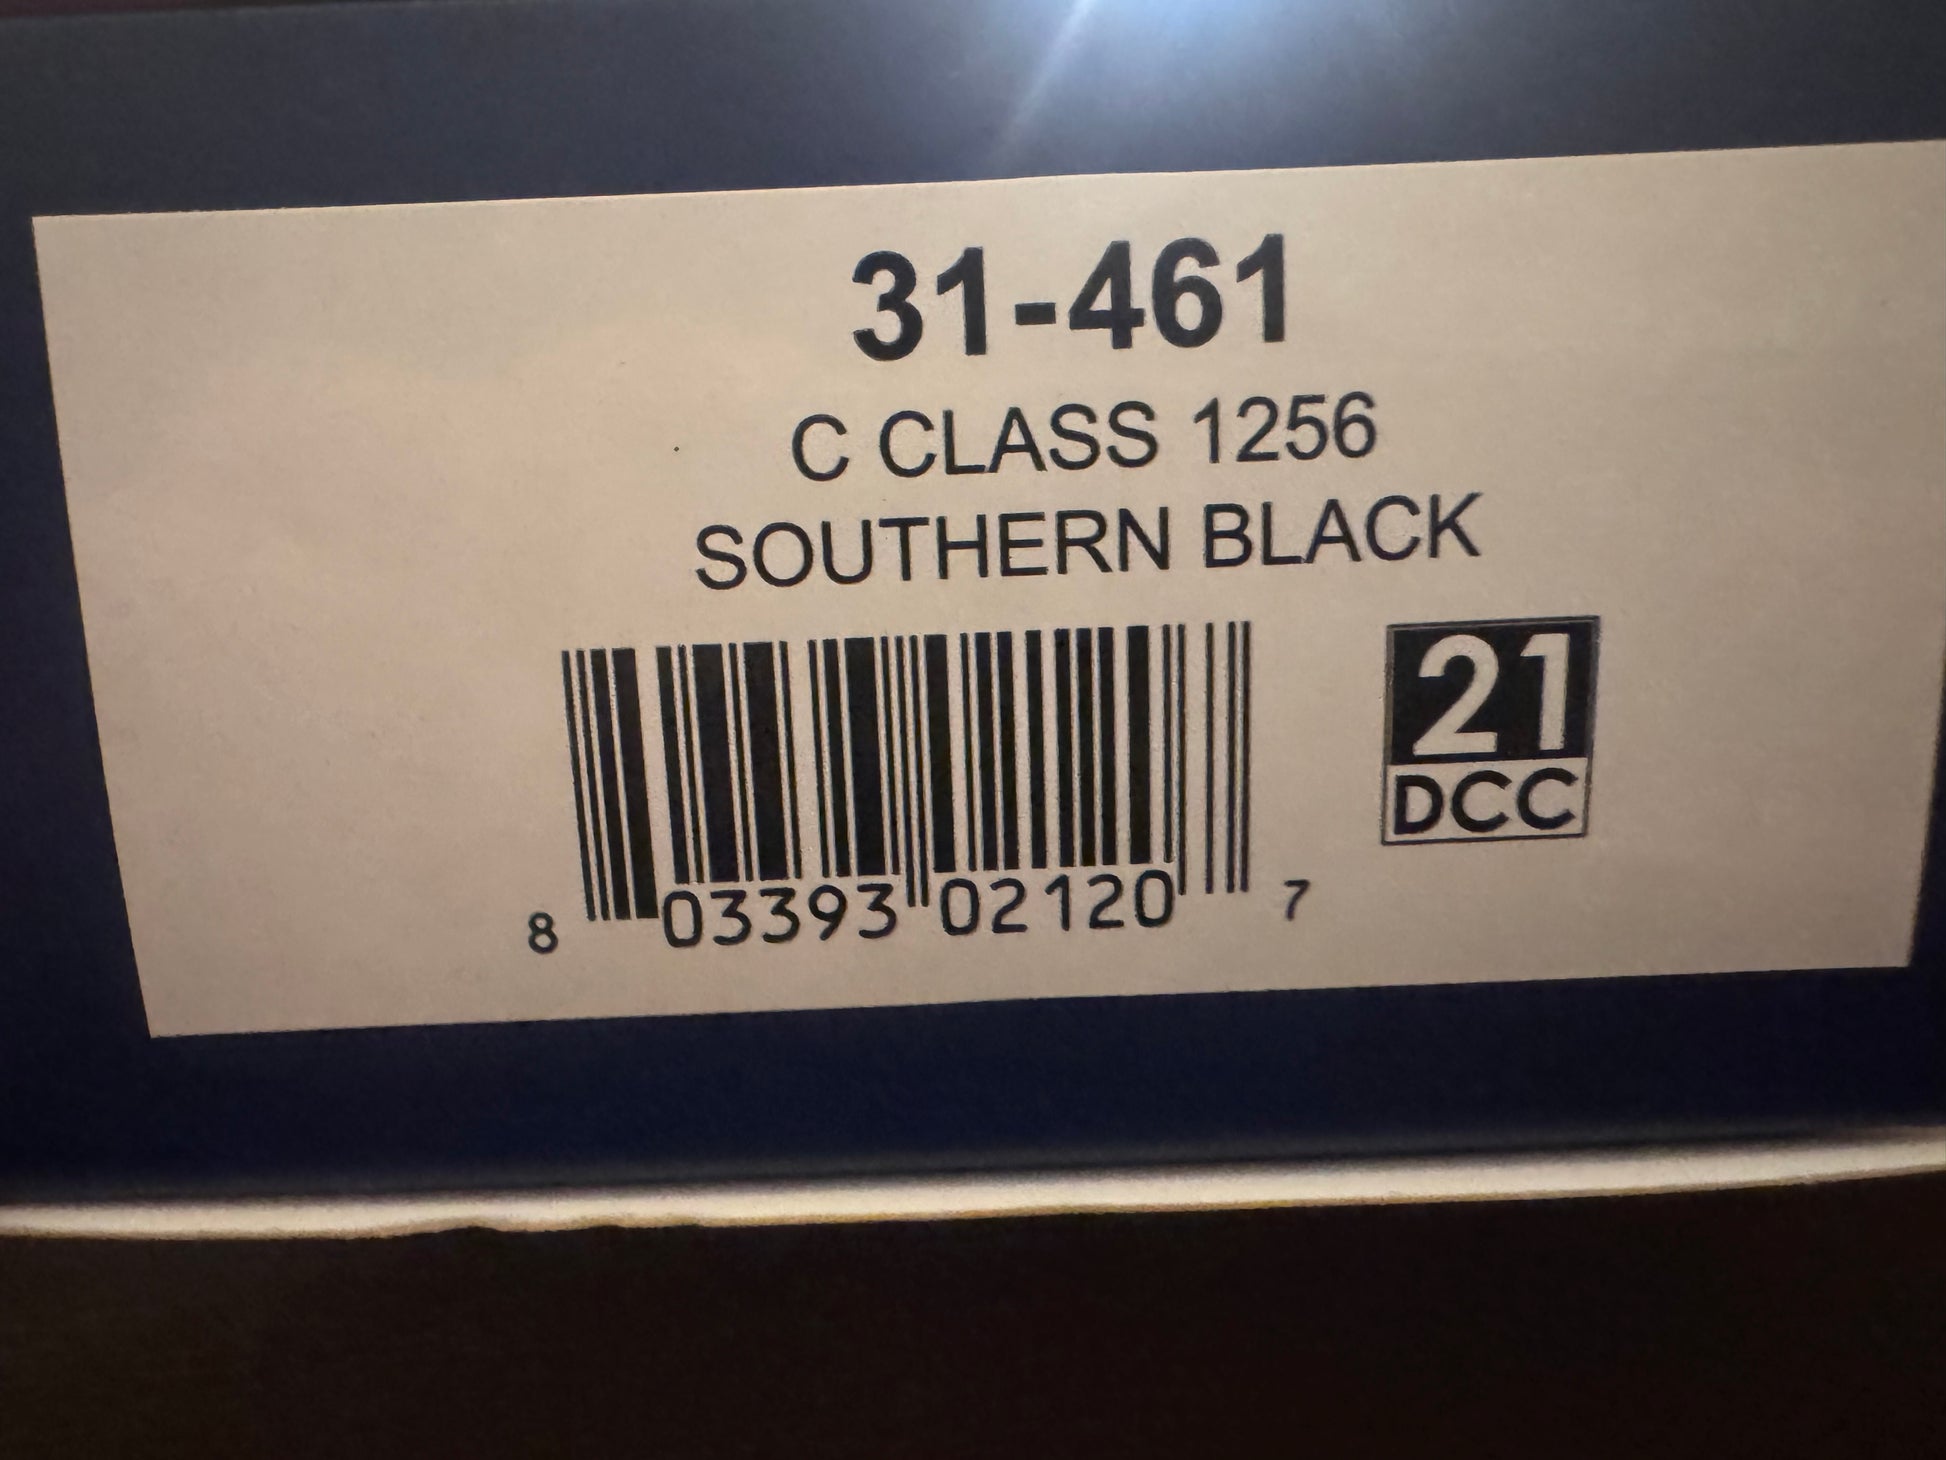 31-461
C CLASS 1256
SOUTHERN BLACK
21
DCC
8 03393 02120 7